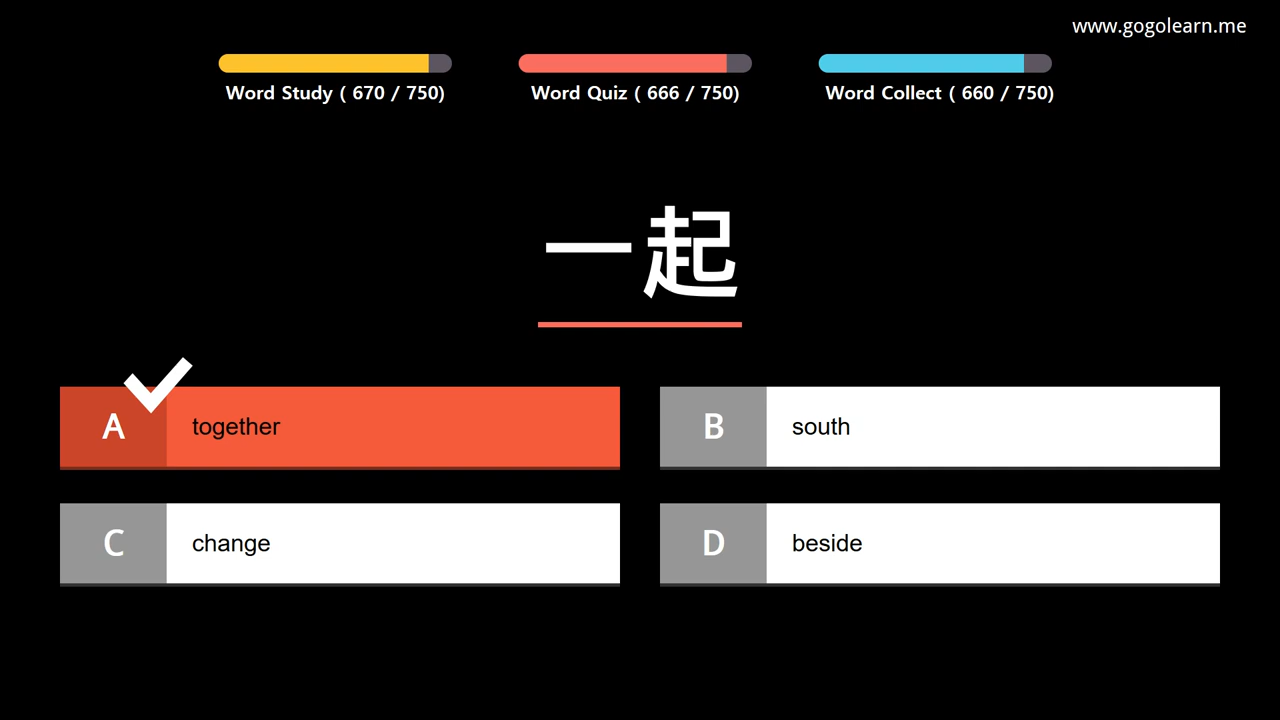 www.gogolearn.me
Word Study ( 670 / 750)
Word Quiz ( 666 / 750)
Word Collect ( 660 / 750)
一起
A together
B south
C change
D beside